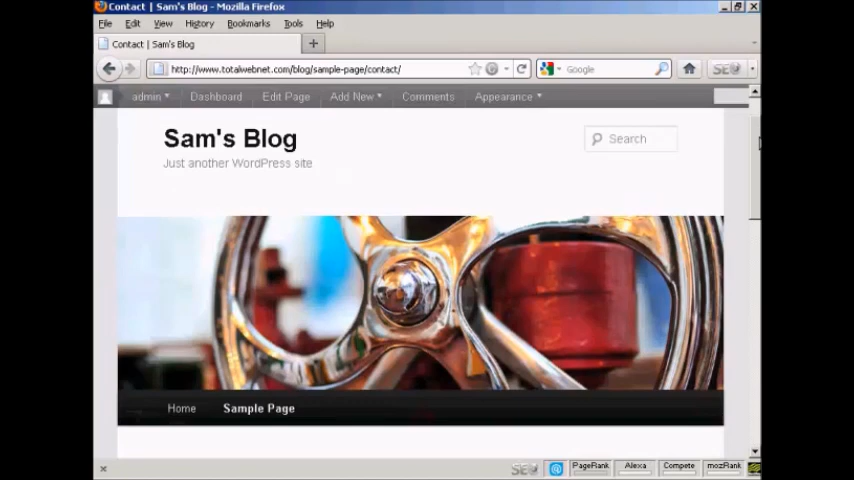 Contact | Sam's Blog - Mozilla Firefox
File Edit View History Bookmarks Tools Help
Contact | Sam's Blog
http://www.totalwebnet.com/blog/sample-page/contact/ Google SEO
admin Dashboard Edit Page Add New Comments Appearance
Sam's Blog
Search
Just another WordPress site
Home Sample Page
SEO PageRank Alexa Compete mozRank